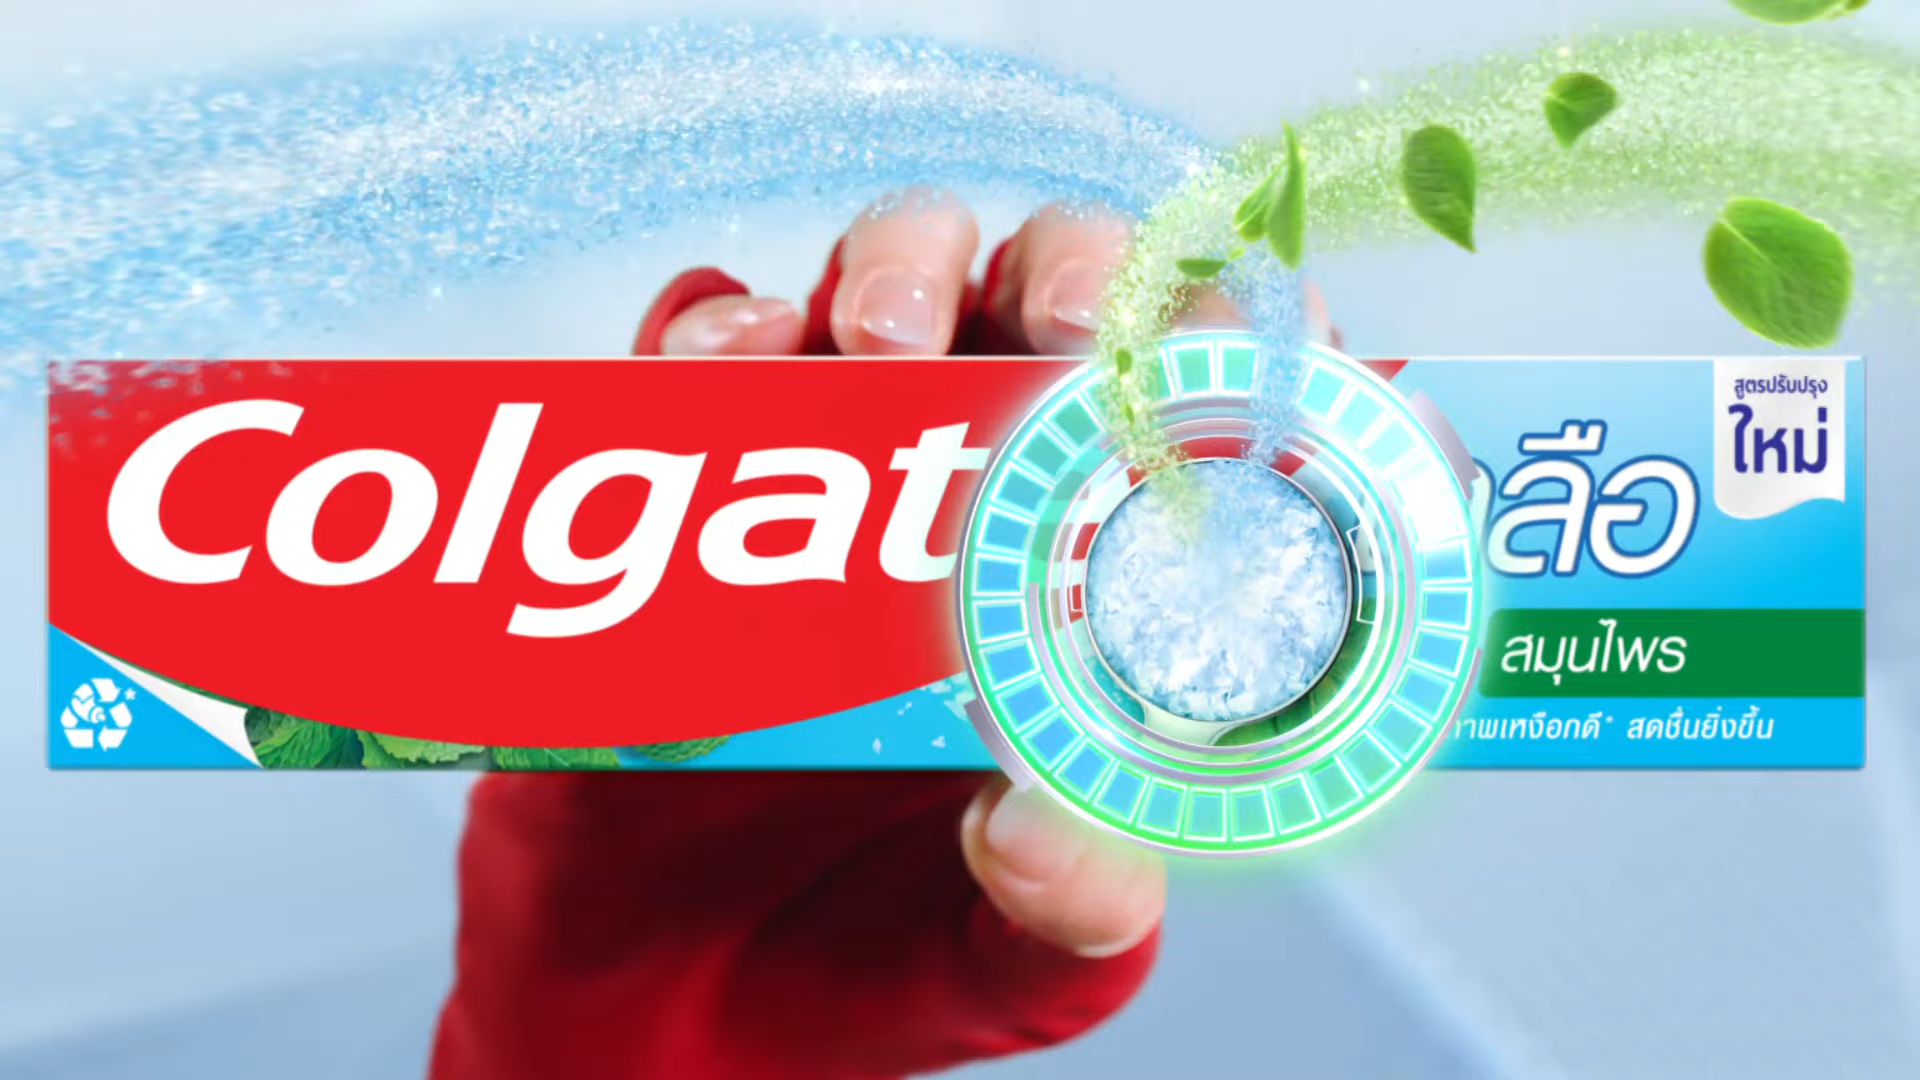 Colgat
ลือ
สูตรปรับปรุง
ใหม่
สมุนไพร
าพเหงือกดี* สดชื่นยิ่งขึ้น